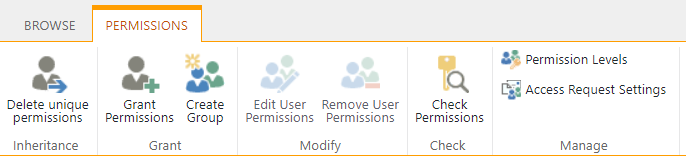 BROWSE PERMISSIONS
Permission Levels
Access Request Settings
Delete unique Grant Create Edit User Remove User Check
permissions Permissions Group Permissions Permissions Permissions
Inheritance Grant Modify Check Manage